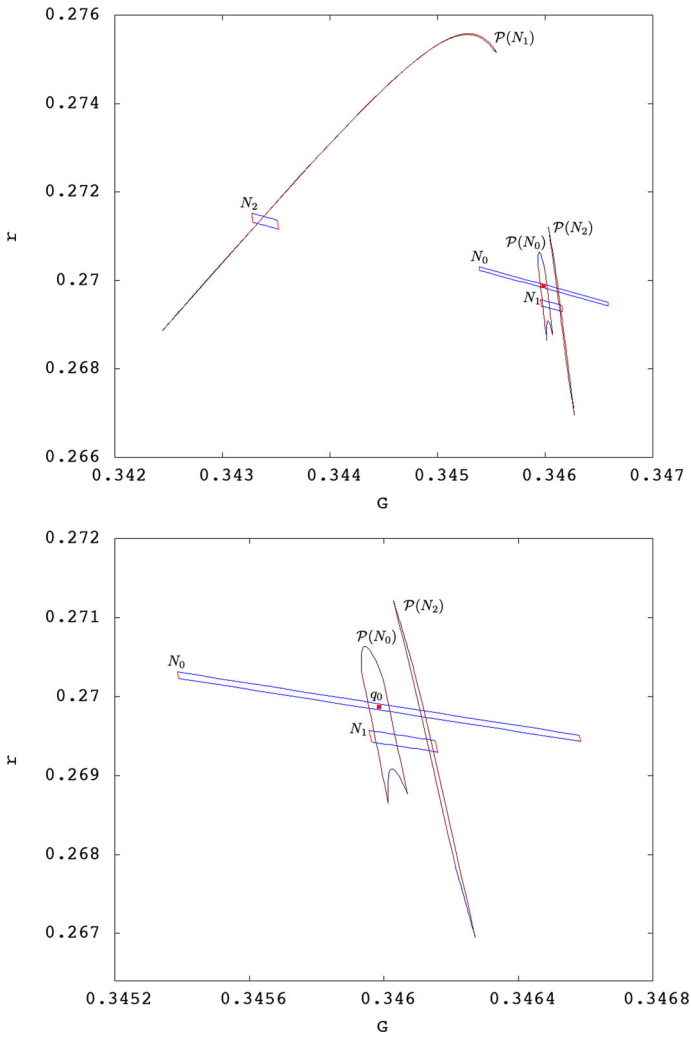 0.276
𝒫(N₁)
0.274
0.272
N₂
r
𝒫(N₀) 𝒫(N₂)
N₀
0.27
N₁
0.268
0.266
0.342 0.343 0.344 0.345 0.346 0.347
G
0.272
0.271
𝒫(N₂)
𝒫(N₀)
N₀
0.27
q₀
N₁
r
0.269
0.268
0.267
0.3452 0.3456 0.346 0.3464 0.3468
G